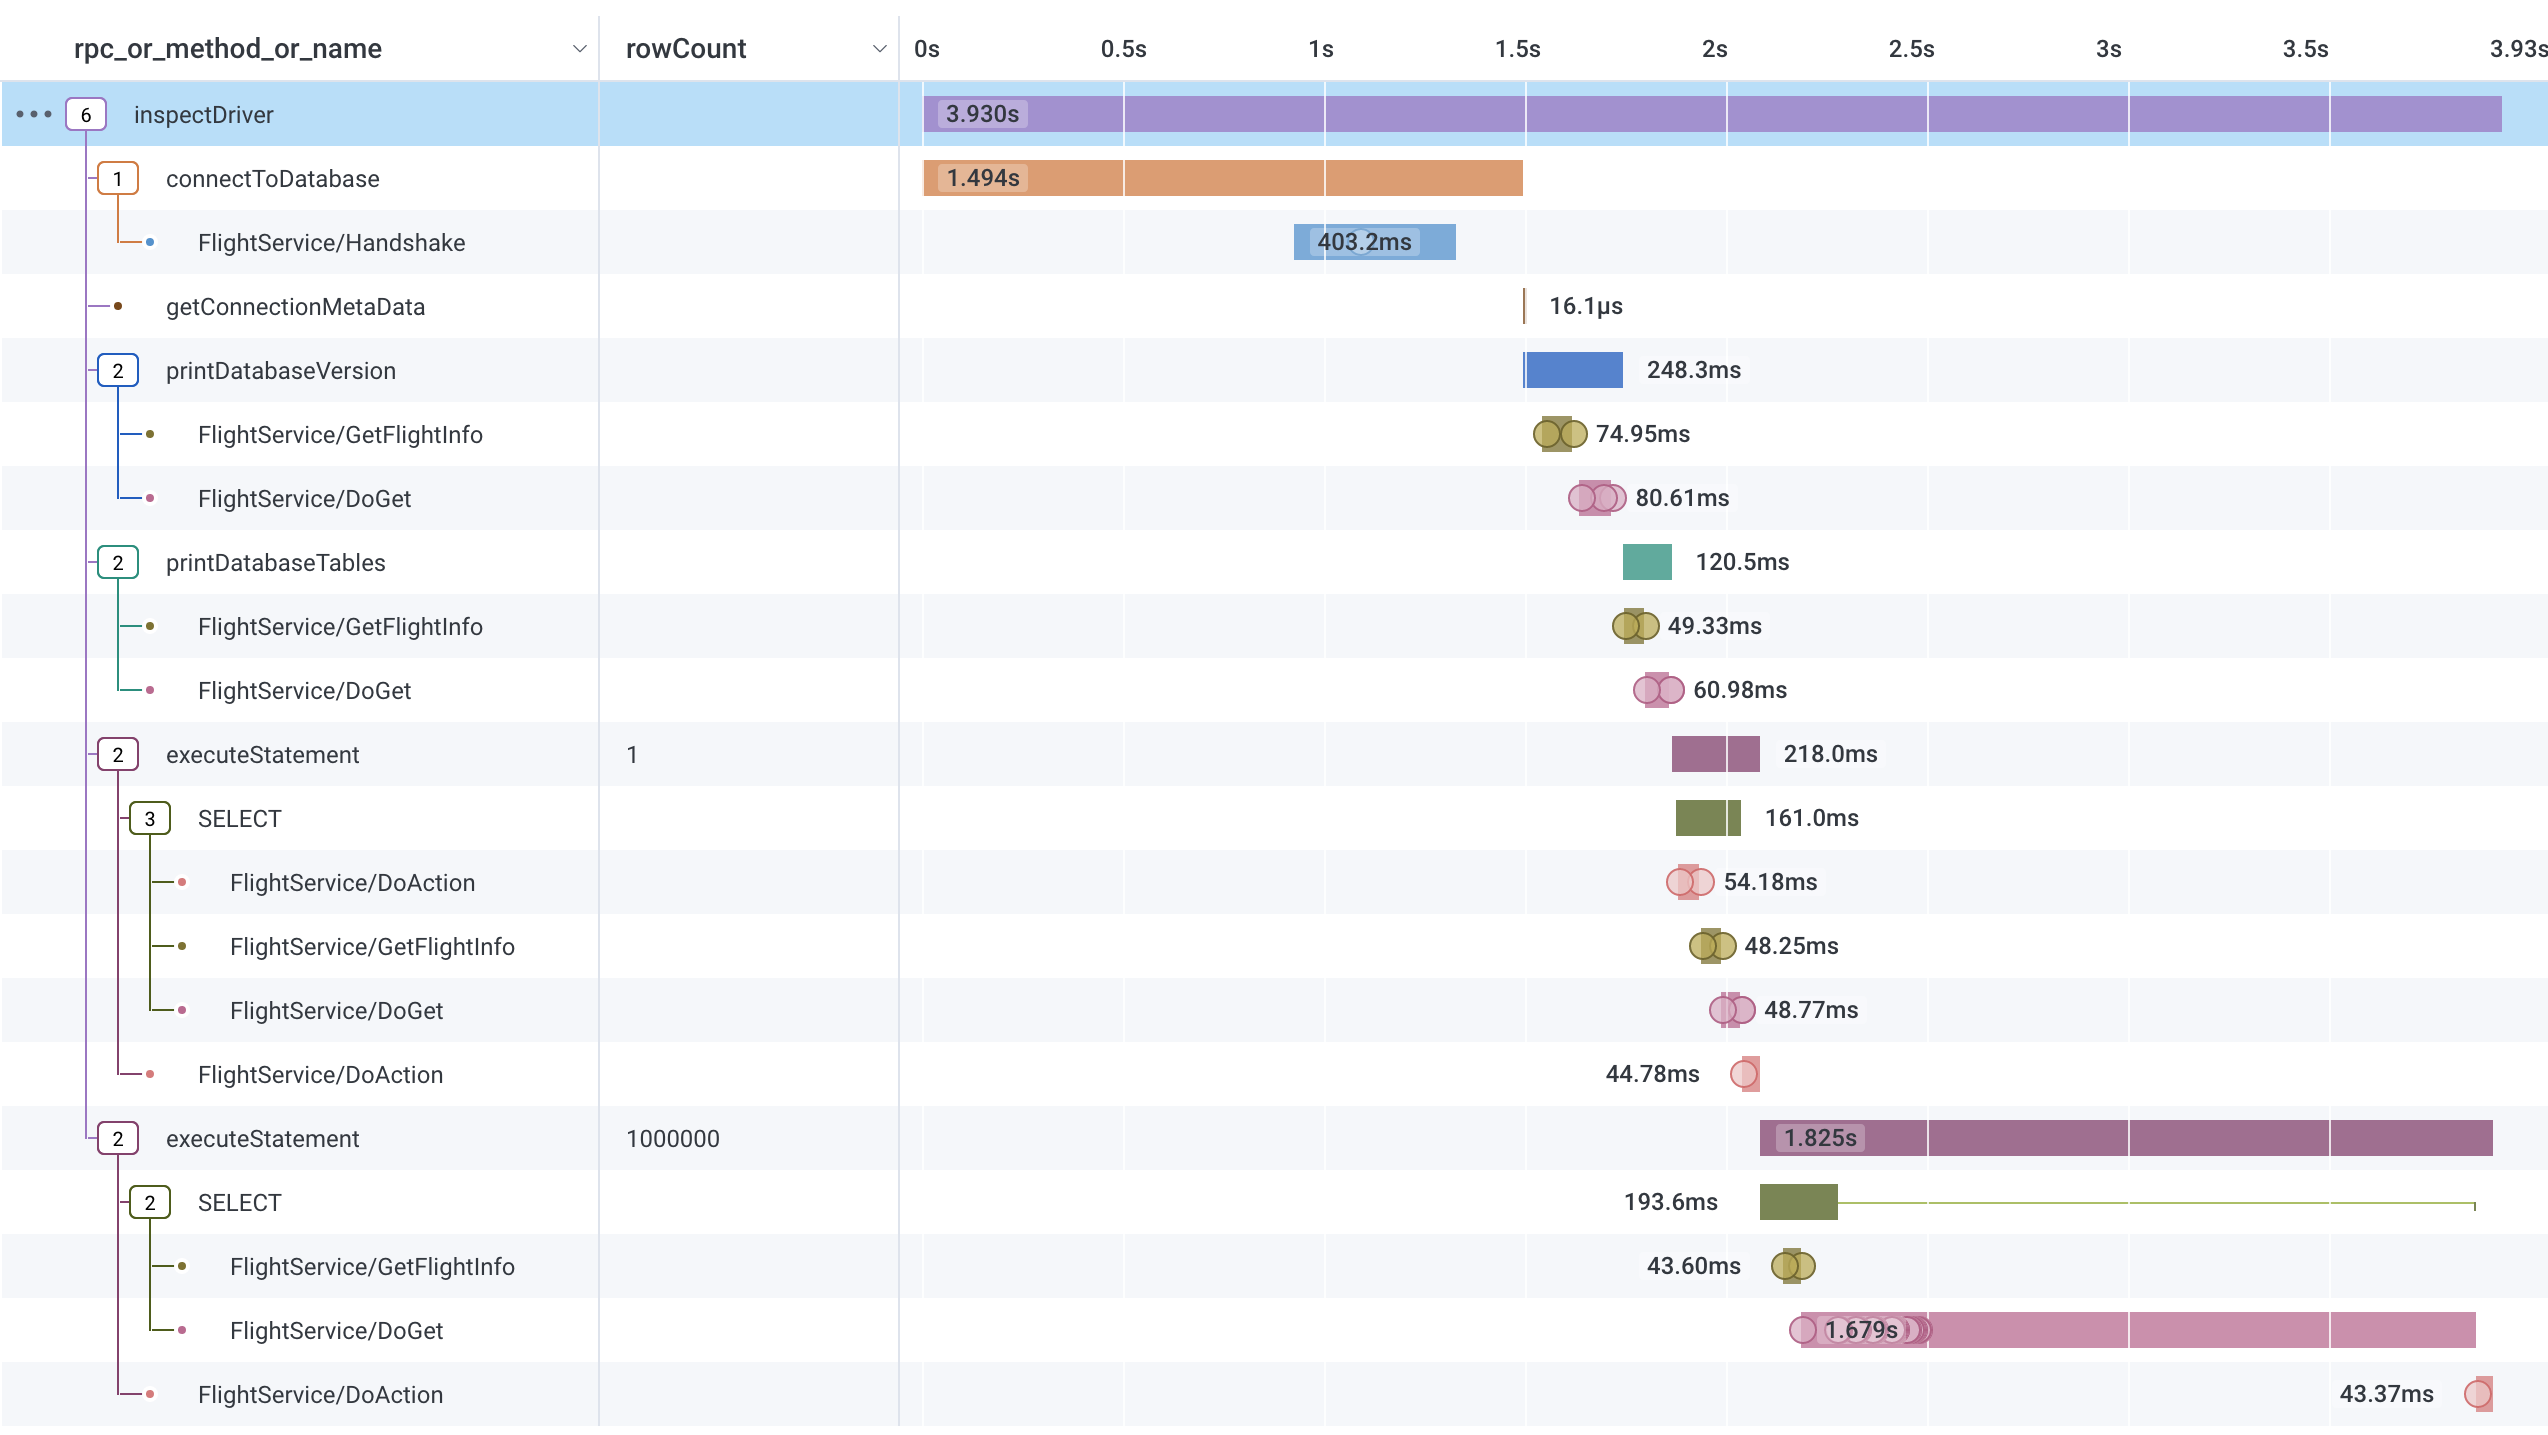 rpc_or_method_or_name rowCount 0s 0.5s 1s 1.5s 2s 2.5s 3s 3.5s 3.93s
6 inspectDriver 3.930s
1 connectToDatabase 1.494s
FlightService/Handshake 403.2ms
getConnectionMetaData 16.1µs
2 printDatabaseVersion 248.3ms
FlightService/GetFlightInfo 74.95ms
FlightService/DoGet 80.61ms
2 printDatabaseTables 120.5ms
FlightService/GetFlightInfo 49.33ms
FlightService/DoGet 60.98ms
2 executeStatement 1 218.0ms
3 SELECT 161.0ms
FlightService/DoAction 54.18ms
FlightService/GetFlightInfo 48.25ms
FlightService/DoGet 48.77ms
FlightService/DoAction 44.78ms
2 executeStatement 1000000 1.825s
2 SELECT 193.6ms
FlightService/GetFlightInfo 43.60ms
FlightService/DoGet 1.679s
FlightService/DoAction 43.37ms